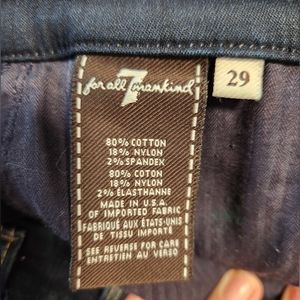 for all 7 mankind
29
80% COTTON
18% NYLON
2% SPANDEX
80% COTON
18% NYLON
2% ÉLASTHANNE
MADE IN U.S.A.
OF IMPORTED FABRIC
FABRIQUÉ AUX ÉTATS-UNIS
DE TISSU IMPORTÉ
SEE REVERSE FOR CARE
ENTRETIEN AU VERSO